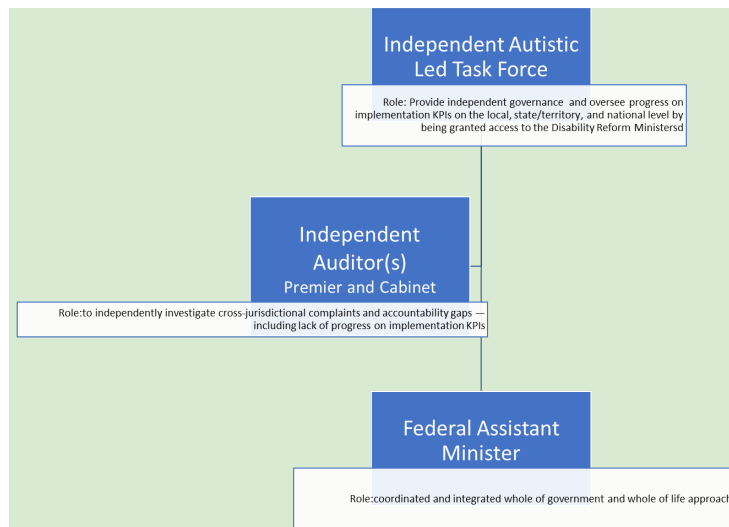 Independent Autistic
Led Task Force
Role: Provide independent governance and oversee progress on
implementation KPIs on the local, state/territory, and national level by
being granted access to the Disability Reform Ministersd
Independent
Auditor(s)
Premier and Cabinet
Role:to independently investigate cross-jurisdictional complaints and accountability gaps —
including lack of progress on implementation KPIs
Federal Assistant
Minister
Role:coordinated and integrated whole of government and whole of life approach